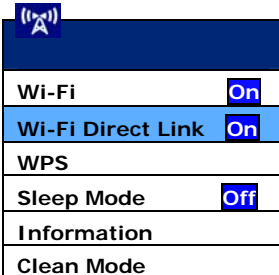 Wi-Fi On
Wi-Fi Direct Link On
WPS
Sleep Mode Off
Information
Clean Mode